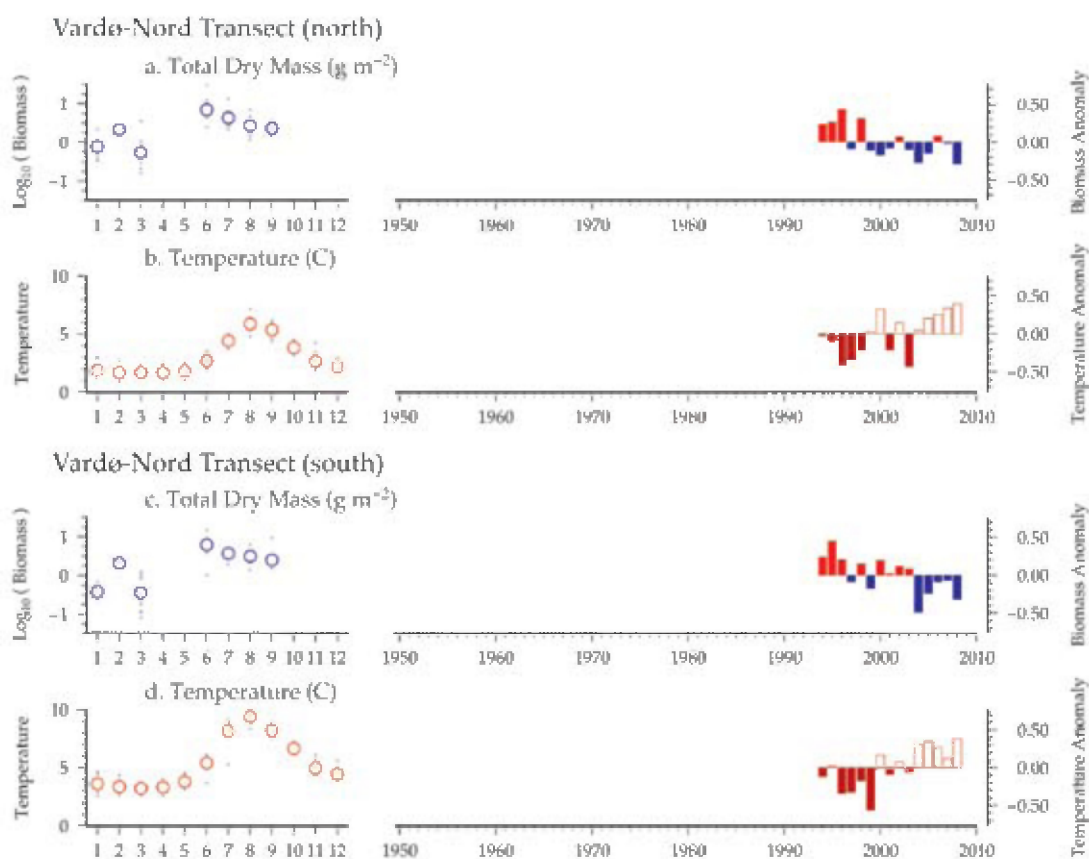 Vardø-Nord Transect (north)
a. Total Dry Mass (g m⁻²)
Log₁₀ ( Biomass )
1
0
−1
1 2 3 4 5 6 7 8 9 10 11 12
1950 1960 1970 1980 1990 2000 2010
0.50
0.00
−0.50
Biomass Anomaly
b. Temperature (C)
Temperature
10
5
0
1 2 3 4 5 6 7 8 9 10 11 12
1950 1960 1970 1980 1990 2000 2010
0.50
0.00
−0.50
Temperature Anomaly
Vardø-Nord Transect (south)
c. Total Dry Mass (g m⁻²)
Log₁₀ ( Biomass )
1
0
−1
1 2 3 4 5 6 7 8 9 10 11 12
1950 1960 1970 1980 1990 2000 2010
0.50
0.00
−0.50
Biomass Anomaly
d. Temperature (C)
Temperature
10
5
0
1 2 3 4 5 6 7 8 9 10 11 12
1950 1960 1970 1980 1990 2000 2010
0.50
0.00
−0.50
Temperature Anomaly